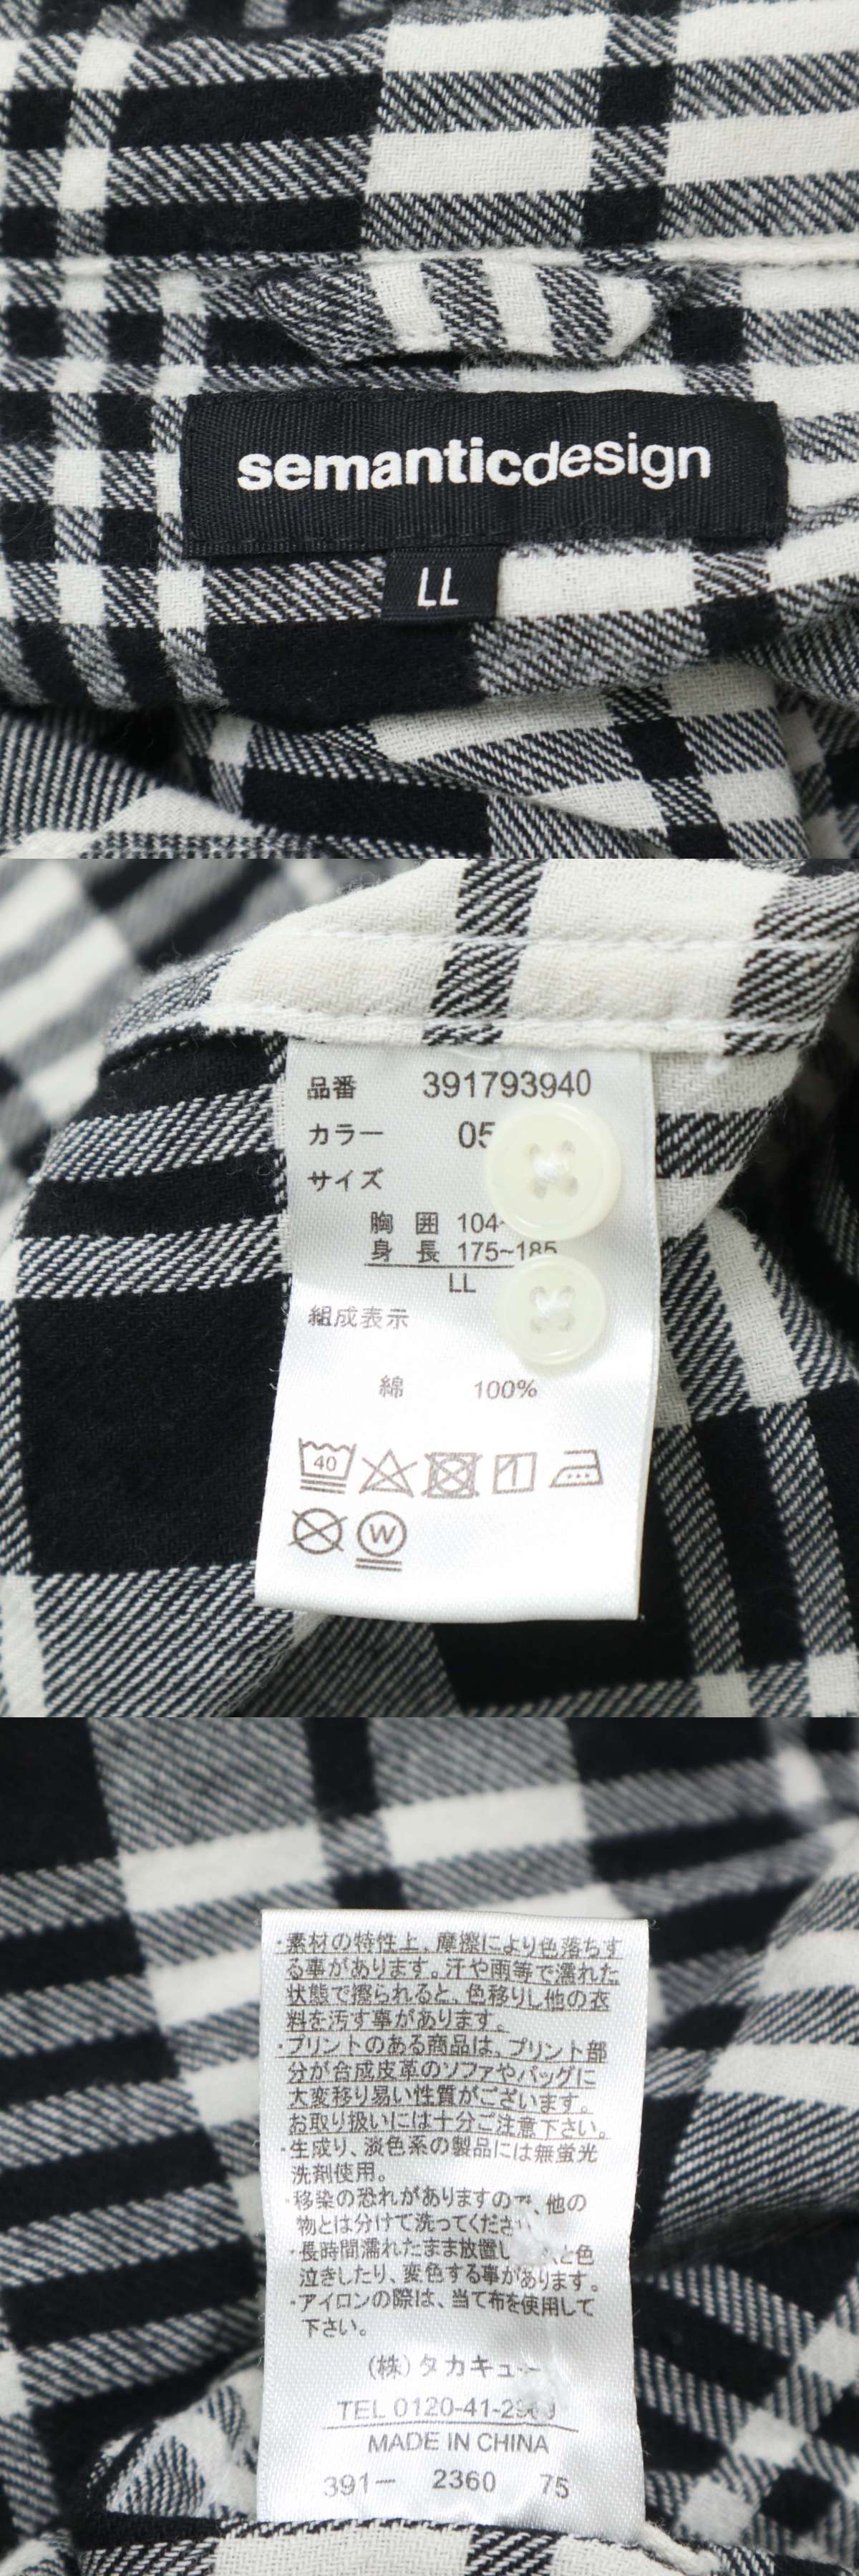 semanticdesign
LL
品番 391793940
カラー 05
サイズ
胸 囲 104-
身 長 175~185
LL
組成表示
綿 100%
40
W
・素材の特性上、摩擦により色落ちす
る事があります。汗や雨等で濡れた
状態で擦られると、色移りし他の衣
料を汚す事があります。
・プリントのある商品は、プリント部
分が合成皮革のソファやバッグに
大変移り易い性質がございます。
お取り扱いには十分ご注意下さい。
・生成り、淡色系の製品には無蛍光
洗剤使用。
・移染の恐れがありますので、他の
物とは分けて洗ってくださ
・長時間濡れたまま放置し と色
泣きしたり、変色する事があります。
・アイロンの際は、当て布を使用して
下さい。
(株)タカキュー
TEL 0120-41-2
MADE IN CHINA
391- 2360 75